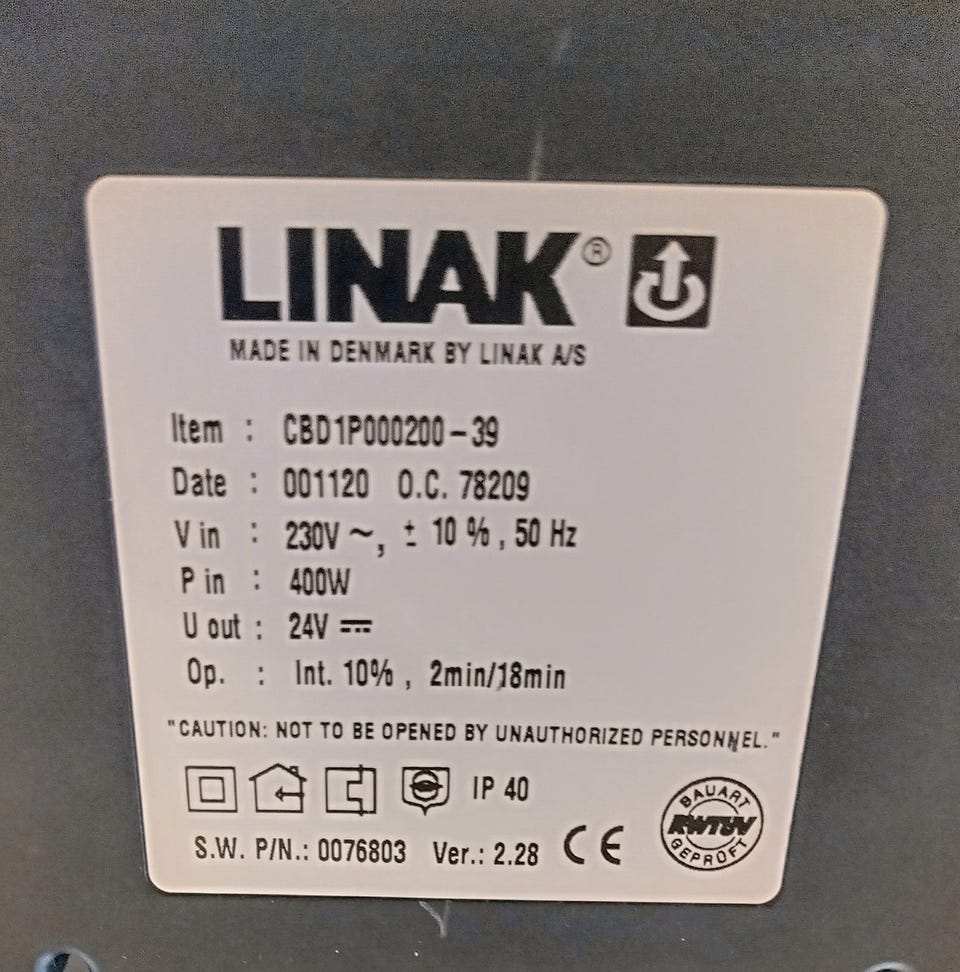 LINAK®
MADE IN DENMARK BY LINAK A/S
Item : CBD1P000200-39
Date : 001120 O.C. 78209
V in : 230V ~, ± 10 % , 50 Hz
P in : 400W
U out : 24V ⎓
Op. : Int. 10% , 2min/18min
"CAUTION: NOT TO BE OPENED BY UNAUTHORIZED PERSONNEL."
IP 40
S.W. P/N.: 0076803 Ver.: 2.28 CE
BAUART
RWTÜV
GEPRÜFT